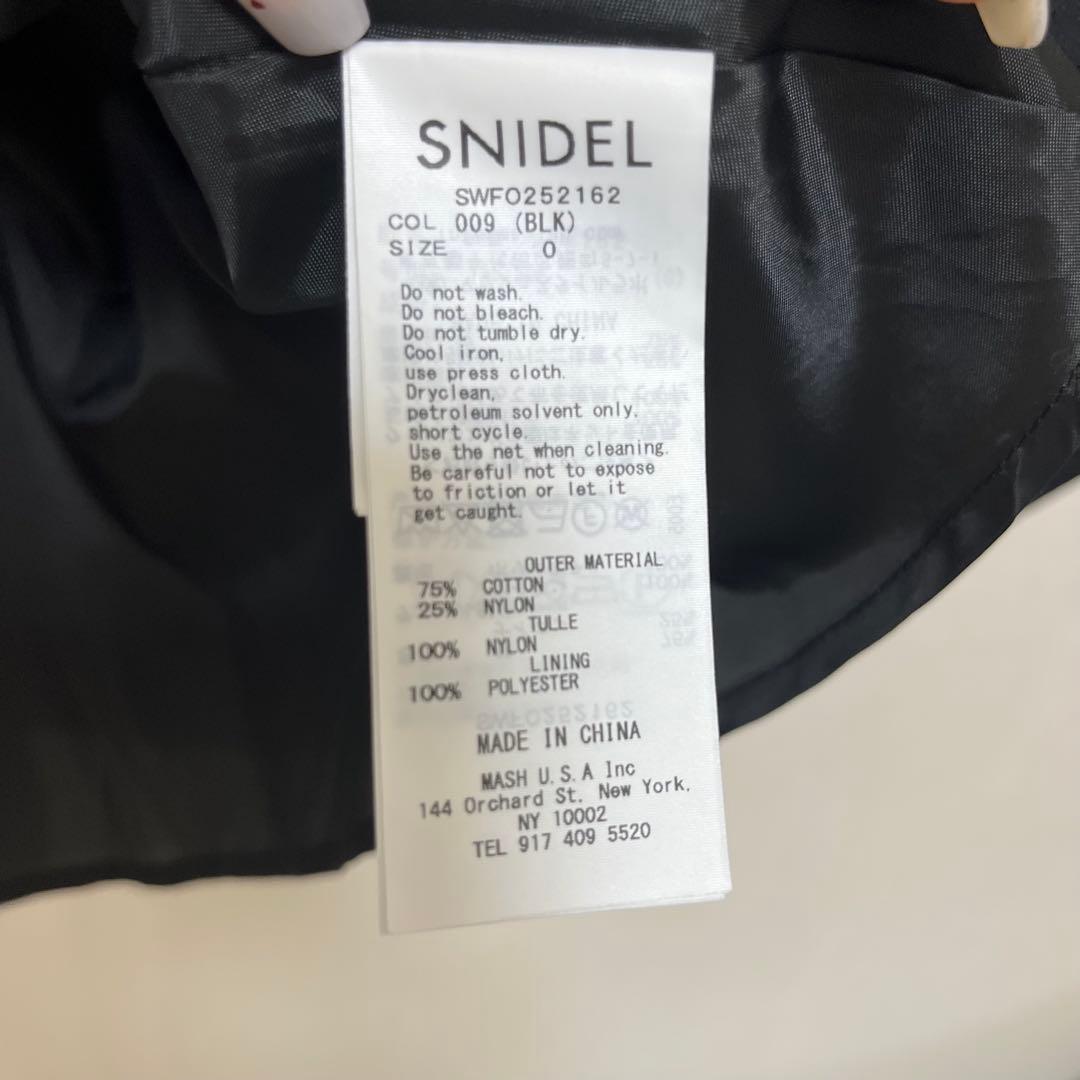 SNIDEL
SWFO252162
COL 009 (BLK)
SIZE 0
Do not wash.
Do not bleach.
Do not tumble dry.
Cool iron,
use press cloth.
Dryclean,
petroleum solvent only.
short cycle.
Use the net when cleaning.
Be careful not to expose
to friction or let it
get caught.
OUTER MATERIAL
75% COTTON
25% NYLON
TULLE
100% NYLON
LINING
100% POLYESTER
MADE IN CHINA
MASH U.S.A Inc
144 Orchard St. New York.
NY 10002
TEL 917 409 5520